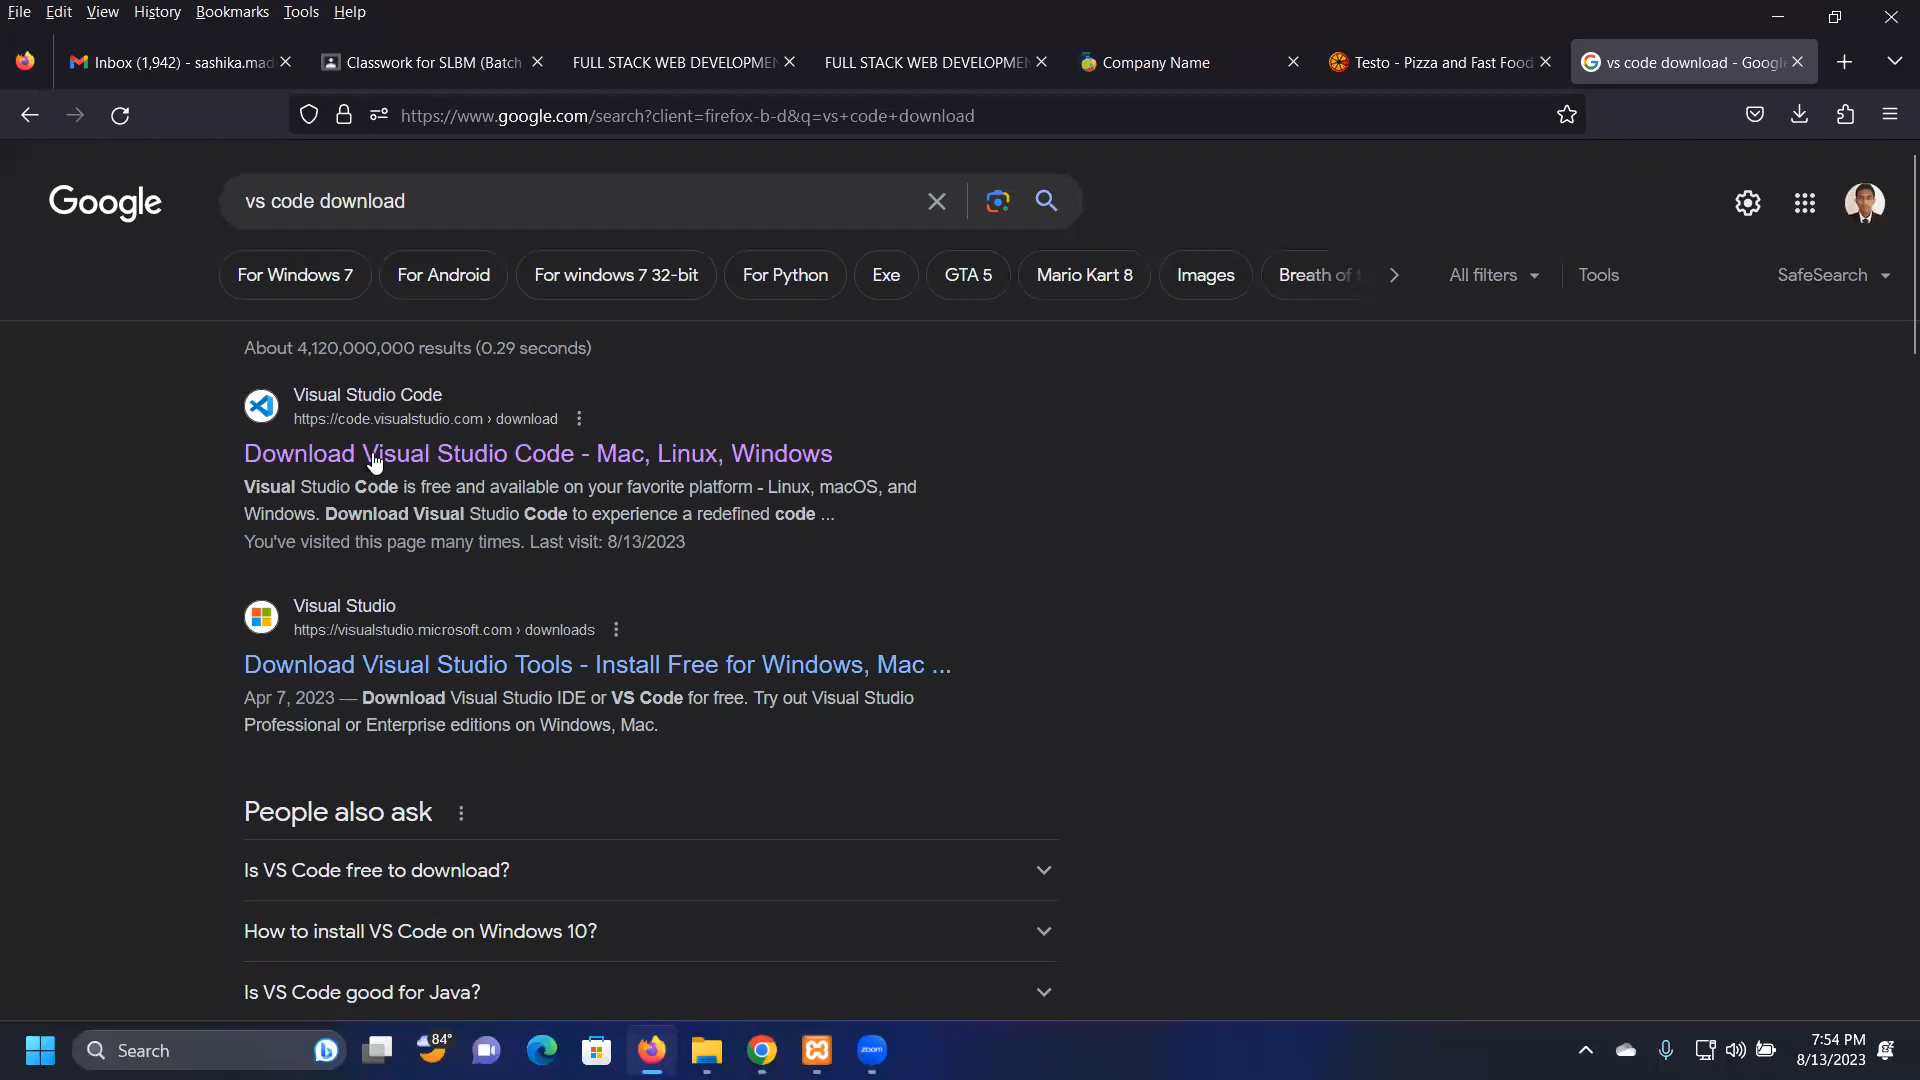 File Edit View History Bookmarks Tools Help
Inbox (1,942) - sashika.mad
Classwork for SLBM (Batch
FULL STACK WEB DEVELOPMEN
FULL STACK WEB DEVELOPMEN
Company Name
Testo - Pizza and Fast Food
vs code download - Google
https://www.google.com/search?client=firefox-b-d&q=vs+code+download
Google
vs code download
For Windows 7
For Android
For windows 7 32-bit
For Python
Exe
GTA 5
Mario Kart 8
Images
Breath of
All filters
Tools
SafeSearch
About 4,120,000,000 results (0.29 seconds)
Visual Studio Code
https://code.visualstudio.com › download
Download Visual Studio Code - Mac, Linux, Windows
Visual Studio Code is free and available on your favorite platform - Linux, macOS, and
Windows. Download Visual Studio Code to experience a redefined code ...
You've visited this page many times. Last visit: 8/13/2023
Visual Studio
https://visualstudio.microsoft.com › downloads
Download Visual Studio Tools - Install Free for Windows, Mac ...
Apr 7, 2023 — Download Visual Studio IDE or VS Code for free. Try out Visual Studio
Professional or Enterprise editions on Windows, Mac.
People also ask
Is VS Code free to download?
How to install VS Code on Windows 10?
Is VS Code good for Java?
Search
84°
zoom
7:54 PM
8/13/2023